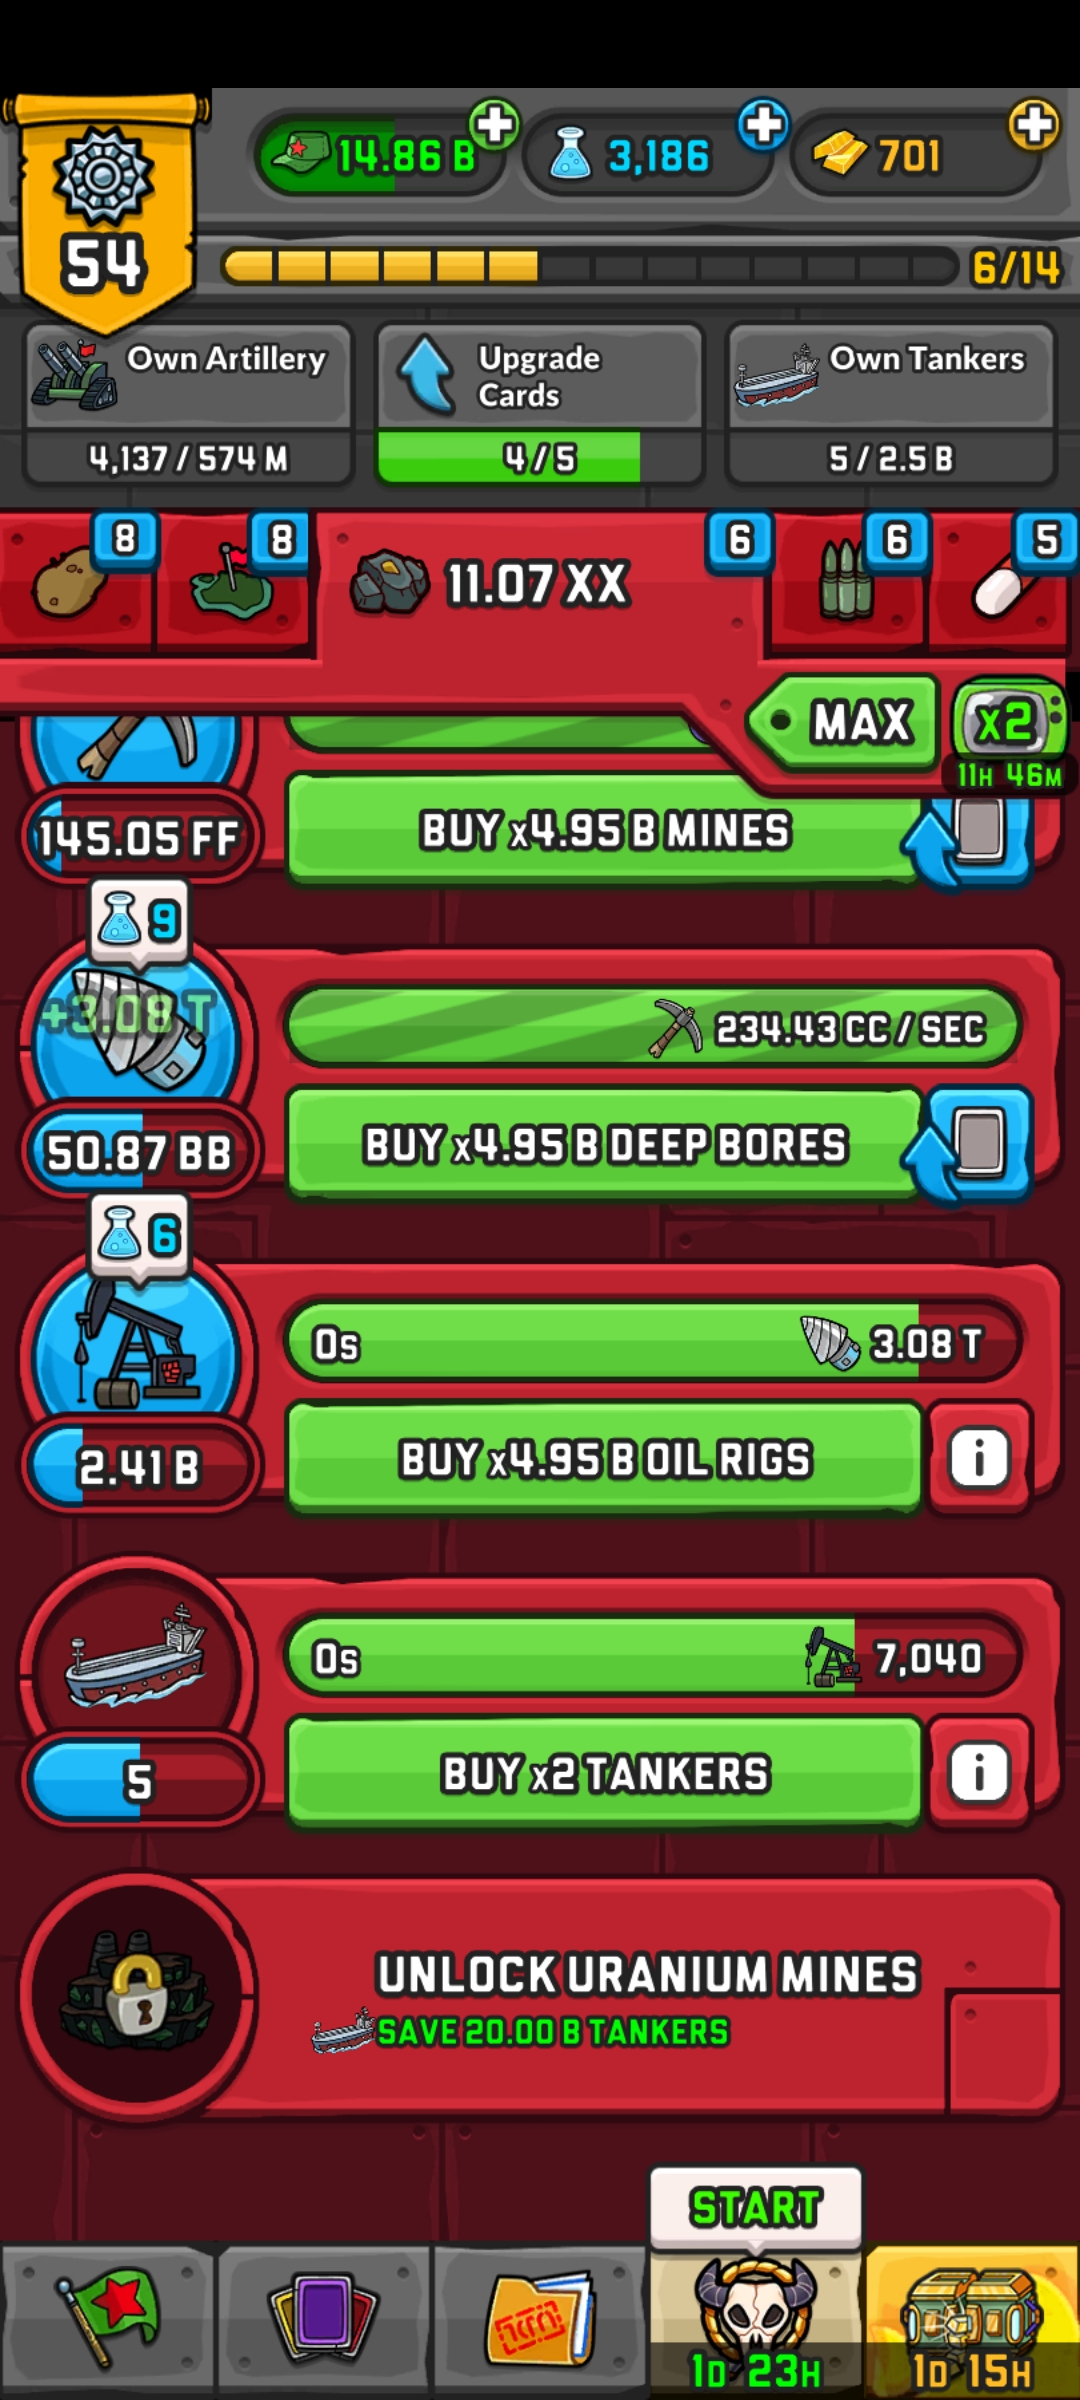 54
14.86 B
3,186
701
6/14
Own Artillery
4,137 / 574 M
Upgrade
Cards
4 / 5
Own Tankers
5 / 2.5 B
8
8
11.07 XX
6
6
5
MAX
x2
11H 46M
145.05 FF
BUY x4.95 B MINES
9
+3.08 T
234.43 CC / SEC
50.87 BB
BUY x4.95 B DEEP BORES
6
0s
3.08 T
2.41 B
BUY x4.95 B OIL RIGS
i
0s
7,040
5
BUY x2 TANKERS
i
UNLOCK URANIUM MINES
SAVE 20.00 B TANKERS
START
1D 23H
1D 15H